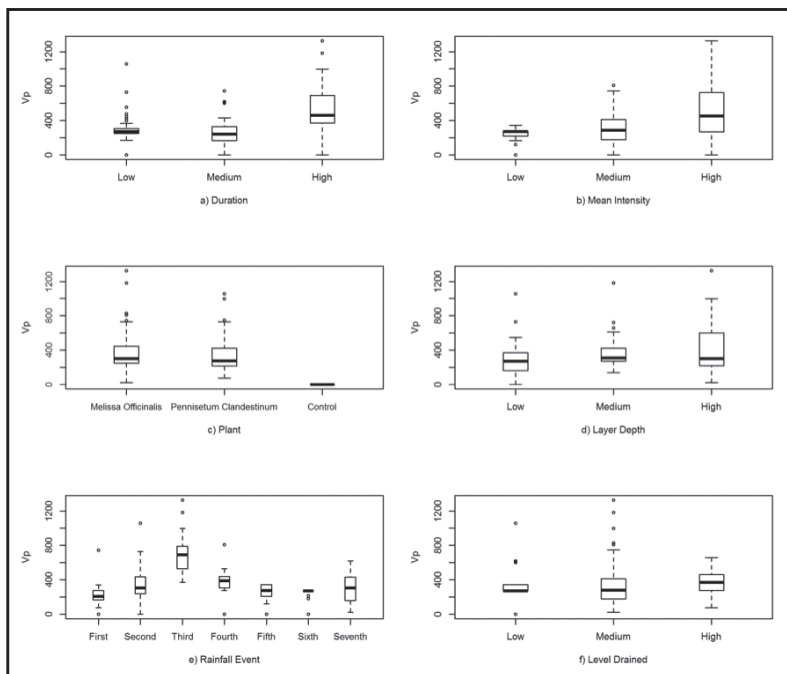 Vp
0 400 800 1200
Low Medium High
a) Duration
Vp
0 400 800 1200
Low Medium High
b) Mean Intensity
Vp
0 400 800 1200
Melissa Officinalis Pennisetum Clandestinum Control
c) Plant
Vp
0 400 800 1200
Low Medium High
d) Layer Depth
Vp
0 400 800 1200
First Second Third Fourth Fifth Sixth Seventh
e) Rainfall Event
Vp
0 400 800 1200
Low Medium High
f) Level Drained